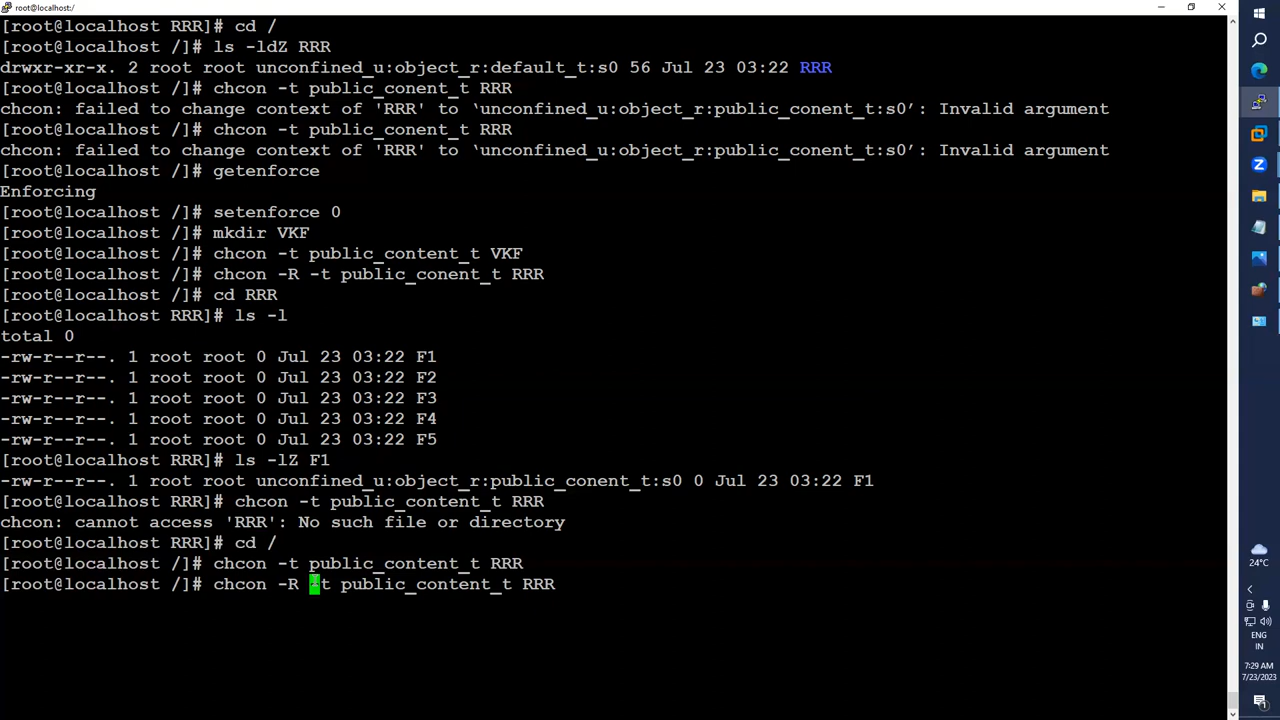 root@localhost:/
[root@localhost RRR]# cd /
[root@localhost /]# ls -ldZ RRR
drwxr-xr-x. 2 root root unconfined_u:object_r:default_t:s0 56 Jul 23 03:22 RRR
[root@localhost /]# chcon -t public_conent_t RRR
chcon: failed to change context of 'RRR' to ‘unconfined_u:object_r:public_conent_t:s0’: Invalid argument
[root@localhost /]# chcon -t public_conent_t RRR
chcon: failed to change context of 'RRR' to ‘unconfined_u:object_r:public_conent_t:s0’: Invalid argument
[root@localhost /]# getenforce
Enforcing
[root@localhost /]# setenforce 0
[root@localhost /]# mkdir VKF
[root@localhost /]# chcon -t public_content_t VKF
[root@localhost /]# chcon -R -t public_conent_t RRR
[root@localhost /]# cd RRR
[root@localhost RRR]# ls -l
total 0
-rw-r--r--. 1 root root 0 Jul 23 03:22 F1
-rw-r--r--. 1 root root 0 Jul 23 03:22 F2
-rw-r--r--. 1 root root 0 Jul 23 03:22 F3
-rw-r--r--. 1 root root 0 Jul 23 03:22 F4
-rw-r--r--. 1 root root 0 Jul 23 03:22 F5
[root@localhost RRR]# ls -lZ F1
-rw-r--r--. 1 root root unconfined_u:object_r:public_conent_t:s0 0 Jul 23 03:22 F1
[root@localhost RRR]# chcon -t public_content_t RRR
chcon: cannot access 'RRR': No such file or directory
[root@localhost RRR]# cd /
[root@localhost /]# chcon -t public_content_t RRR
[root@localhost /]# chcon -R -t public_content_t RRR
24°C
ENG
IN
7:29 AM
7/23/2023